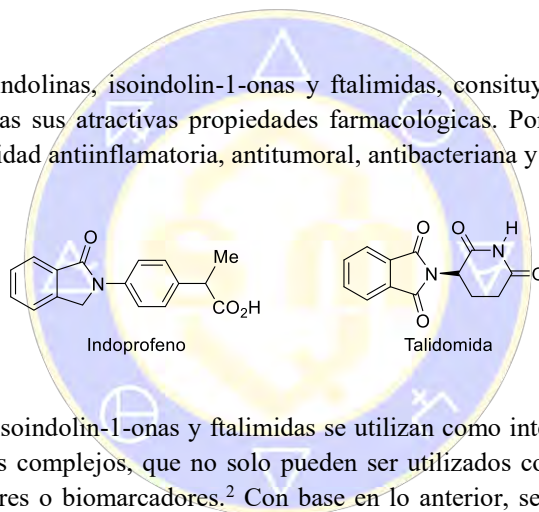 ndolinas, isoindolin-1-onas y ftalimidas, consituy
as sus atractivas propiedades farmacológicas. Por
idad antiinflamatoria, antitumoral, antibacteriana y
O
N
Me
CO2H
Indoprofeno
O
O
N
O
N
H
O
Talidomida
isoindolin-1-onas y ftalimidas se utilizan como inte
s complejos, que no solo pueden ser utilizados co
res o biomarcadores.2 Con base en lo anterior, se